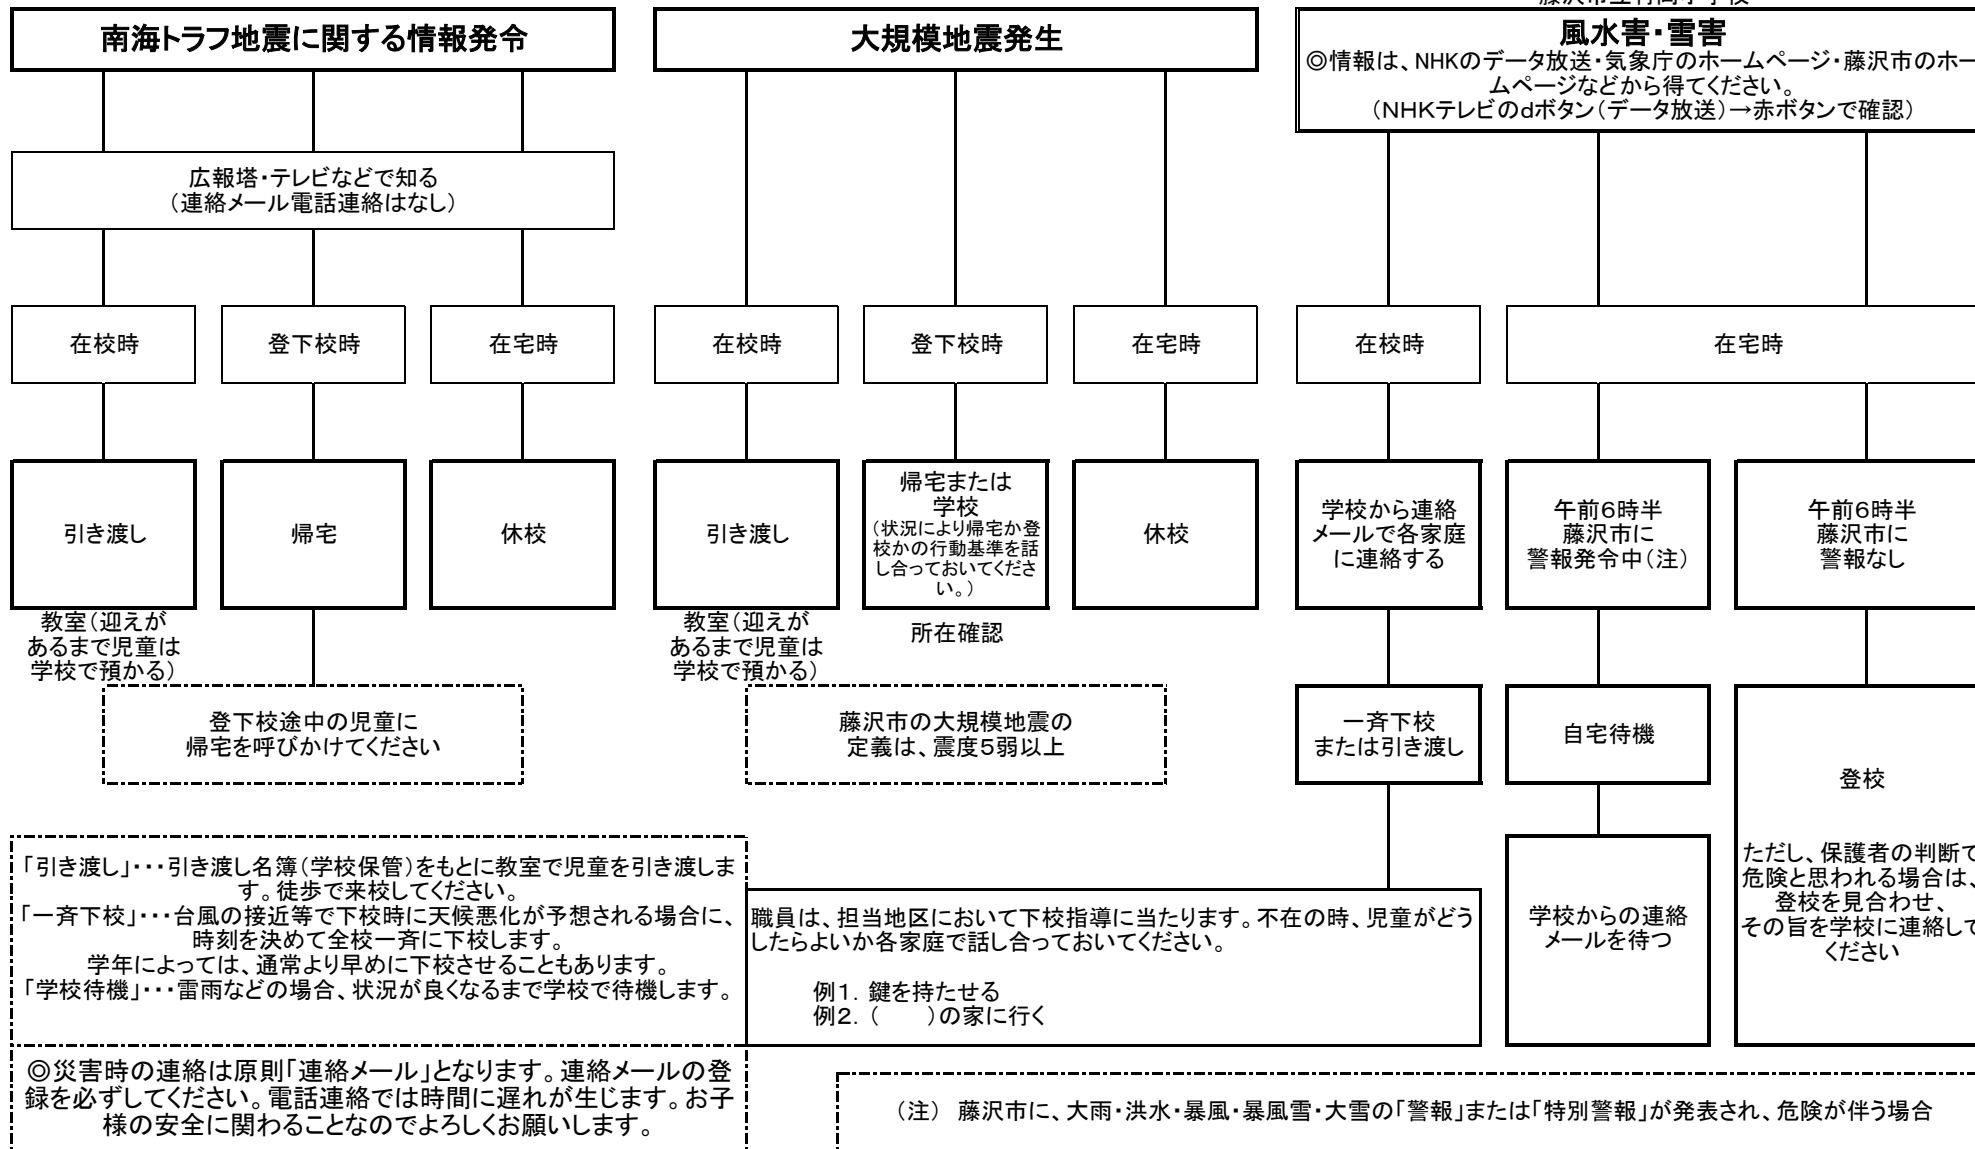 南海トラフ地震に関する情報発令
大規模地震発生
風水害・雪害
◎情報は、NHKのデータ放送・気象庁のホームページ・藤沢市のホー
ムページなどから得てください。
(NHKテレビのdボタン(データ放送)→赤ボタンで確認)
広報塔・テレビなどで知る
(連絡メール電話連絡はなし)
在校時
登下校時
在宅時
在校時
登下校時
在宅時
在校時
在宅時
引き渡し
帰宅
休校
引き渡し
帰宅または
学校
(状況により帰宅か登
校かの行動基準を話
し合っておいてくださ
い。)
休校
学校から連絡
メールで各家庭
に連絡する
午前6時半
藤沢市に
警報発令中(注)
午前6時半
藤沢市に
警報なし
教室(迎えが
あるまで児童は
学校で預かる)
教室(迎えが
あるまで児童は
学校で預かる)
所在確認
登下校途中の児童に
帰宅を呼びかけてください
藤沢市の大規模地震の
定義は、震度5弱以上
一斉下校
または引き渡し
自宅待機
登校
ただし、保護者の判断で
危険と思われる場合は、
登校を見合わせ、
その旨を学校に連絡して
ください
「引き渡し」・・・引き渡し名簿(学校保管)をもとに教室で児童を引き渡しま
す。徒歩で来校してください。
「一斉下校」・・・台風の接近等で下校時に天候悪化が予想される場合に、
時刻を決めて全校一斉に下校します。
学年によっては、通常より早めに下校させることもあります。
「学校待機」・・・雷雨などの場合、状況が良くなるまで学校で待機します。
職員は、担当地区において下校指導に当たります。不在の時、児童がどう
したらよいか各家庭で話し合っておいてください。
例1. 鍵を持たせる
例2. (　　)の家に行く
学校からの連絡
メールを待つ
◎災害時の連絡は原則「連絡メール」となります。連絡メールの登
録を必ずしてください。電話連絡では時間に遅れが生じます。お子
様の安全に関わることなのでよろしくお願いします。
(注) 藤沢市に、大雨・洪水・暴風・暴風雪・大雪の「警報」または「特別警報」が発表され、危険が伴う場合